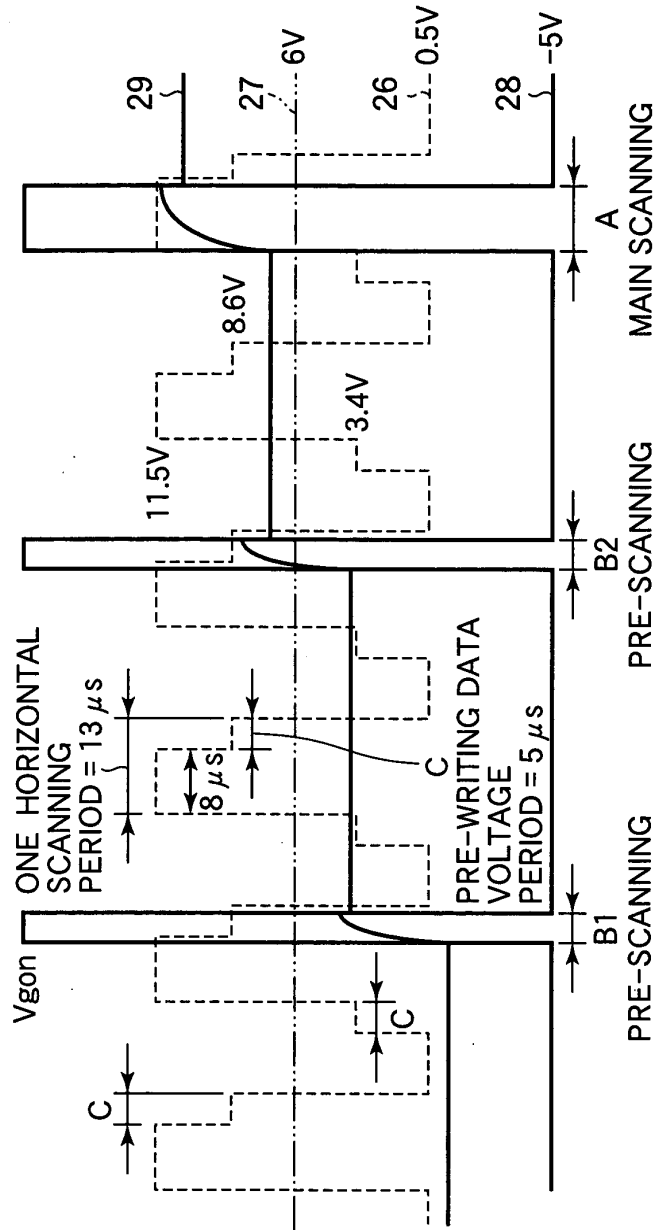 Vgon
ONE HORIZONTAL
SCANNING
PERIOD = 13 μs
8 μs
C
C
C
11.5V
8.6V
3.4V
29
27
6V
26
0.5V
28
-5V
PRE-WRITING DATA
VOLTAGE
PERIOD = 5 μs
B1
PRE-SCANNING
B2
PRE-SCANNING
A
MAIN SCANNING